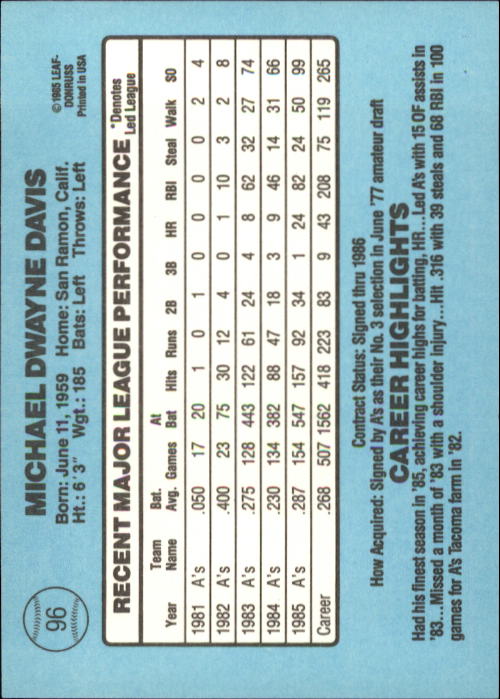 96
MICHAEL DWAYNE DAVIS
©1985 LEAF-
DONRUSS
Printed in USA
Born: June 11, 1959 Home: San Ramon, Calif.
Ht.: 6'3" Wgt.: 185 Bats: Left Throws: Left
RECENT MAJOR LEAGUE PERFORMANCE *Denotes
Led League
Year Team Name Bat. Avg. Games At Bat Hits Runs 2B 3B HR RBI Steal Walk SO
1981 A's .050 17 20 1 0 1 0 0 0 0 2 4
1982 A's .400 23 75 30 12 4 0 1 10 3 2 8
1983 A's .275 128 443 122 61 24 4 8 62 32 27 74
1984 A's .230 134 382 88 47 18 3 9 46 14 31 66
1985 A's .287 154 547 157 92 34 1 24 82 24 50 99
Career .268 507 1562 418 223 83 9 43 208 75 119 265
Contract Status: Signed thru 1986
How Acquired: Signed by A's as their No. 3 selection in June '77 amateur draft
CAREER HIGHLIGHTS
Had his finest season in '85, achieving career highs for batting, HR...Led A's with 15 OF assists in
'83...Missed a month of '83 with a shoulder injury...Hit .316 with 39 steals and 68 RBI in 100
games for A's Tacoma farm in '82.